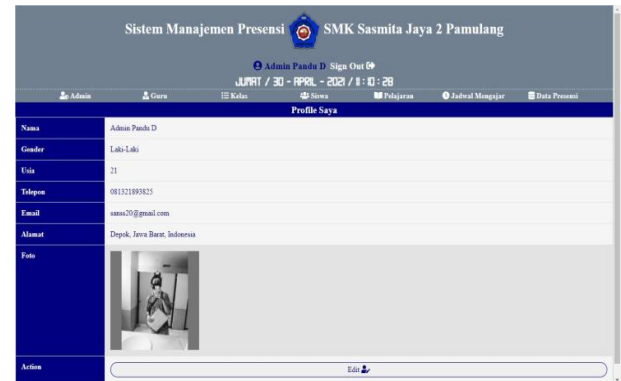 Sistem Manajemen Presensi SMK Sasmita Jaya 2 Pamulang
Admin Pandu D Sign Out
JUMAT / 30 - APRIL - 2021 / 11 : 10 : 28
Admin Guru Kelas Siswa Pelajaran Jadwal Mengajar Data Presensi
Profile Saya
Nama Admin Pandu D
Gender Laki-Laki
Usia 21
Telepon 081321893825
Email
Alamat Depok, Jawa Barat, Indonesia
Foto
Action Edit